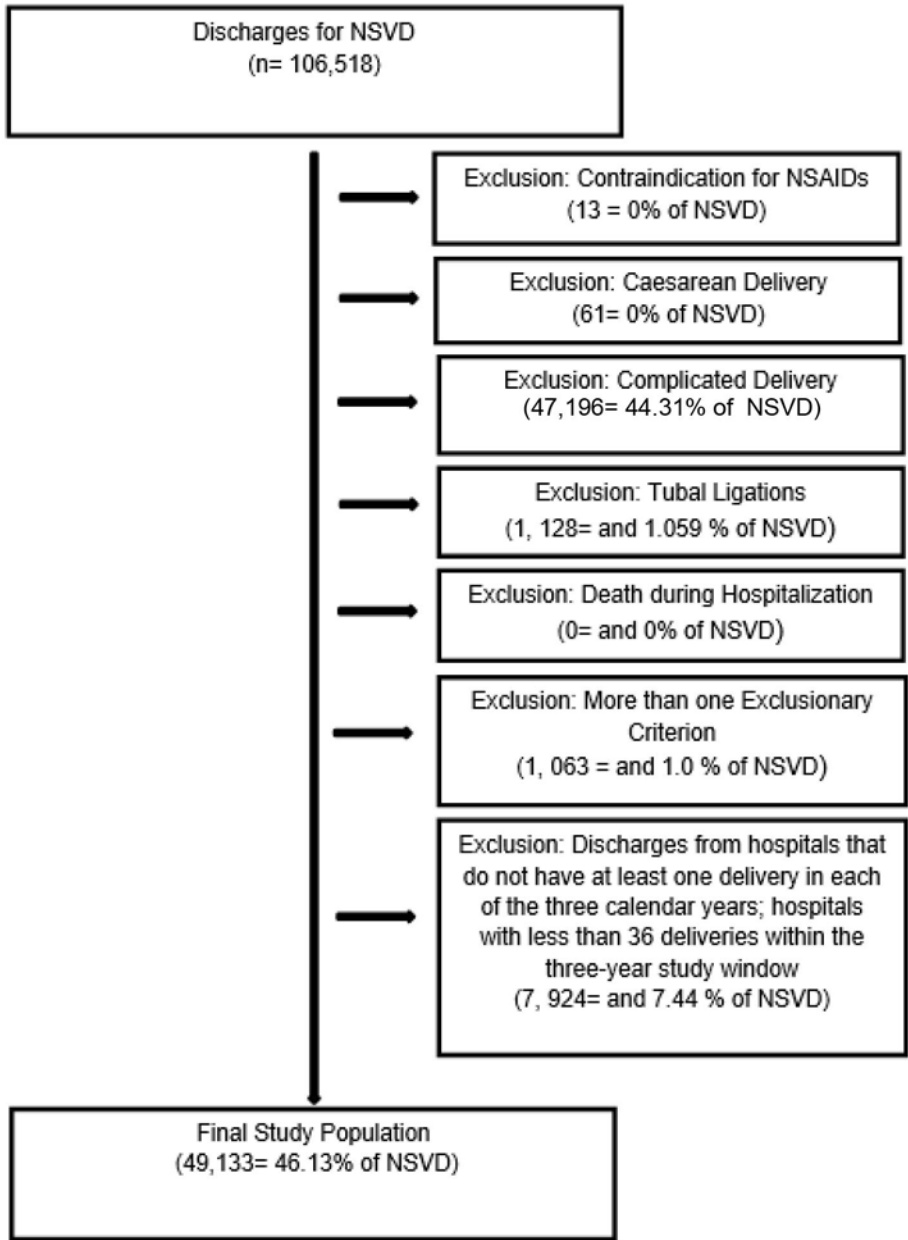 Discharges for NSVD
(n= 106,518)
Exclusion: Contraindication for NSAIDs
(13 = 0% of NSVD)
Exclusion: Caesarean Delivery
(61= 0% of NSVD)
Exclusion: Complicated Delivery
(47,196= 44.31% of NSVD)
Exclusion: Tubal Ligations
(1, 128= and 1.059 % of NSVD)
Exclusion: Death during Hospitalization
(0= and 0% of NSVD)
Exclusion: More than one Exclusionary
Criterion
(1, 063 = and 1.0 % of NSVD)
Exclusion: Discharges from hospitals that
do not have at least one delivery in each
of the three calendar years; hospitals
with less than 36 deliveries within the
three-year study window
(7, 924= and 7.44 % of NSVD)
Final Study Population
(49,133= 46.13% of NSVD)